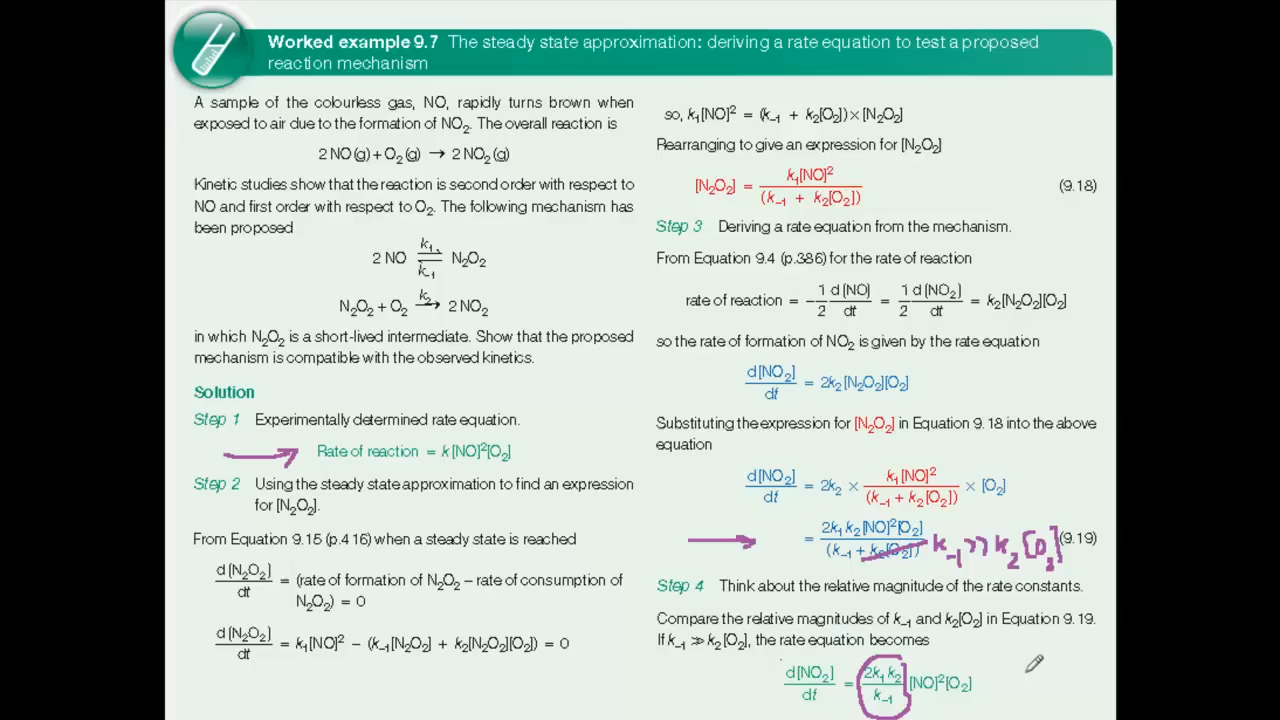 Worked example 9.7 The steady state approximation: deriving a rate equation to test a proposed
reaction mechanism
A sample of the colourless gas, NO, rapidly turns brown when
exposed to air due to the formation of NO₂. The overall reaction is
2 NO(g) + O₂(g) → 2 NO₂(g)
Kinetic studies show that the reaction is second order with respect to
NO and first order with respect to O₂. The following mechanism has
been proposed
2 NO k₁ ⇌ k₋₁ N₂O₂
N₂O₂ + O₂ k₂ → 2 NO₂
in which N₂O₂ is a short-lived intermediate. Show that the proposed
mechanism is compatible with the observed kinetics.
Solution
Step 1 Experimentally determined rate equation.
Rate of reaction = k[NO]²[O₂]
Step 2 Using the steady state approximation to find an expression
for [N₂O₂].
From Equation 9.15 (p.416) when a steady state is reached
d[N₂O₂]/dt = (rate of formation of N₂O₂ – rate of consumption of
N₂O₂) = 0
d[N₂O₂]/dt = k₁[NO]² – (k₋₁[N₂O₂] + k₂[N₂O₂][O₂]) = 0
so, k₁[NO]² = (k₋₁ + k₂[O₂]) × [N₂O₂]
Rearranging to give an expression for [N₂O₂]
[N₂O₂] = k₁[NO]²/(k₋₁ + k₂[O₂]) (9.18)
Step 3 Deriving a rate equation from the mechanism.
From Equation 9.4 (p.386) for the rate of reaction
rate of reaction = –1/2 d[NO]/dt = 1/2 d[NO₂]/dt = k₂[N₂O₂][O₂]
so the rate of formation of NO₂ is given by the rate equation
d[NO₂]/dt = 2k₂[N₂O₂][O₂]
Substituting the expression for [N₂O₂] in Equation 9.18 into the above
equation
d[NO₂]/dt = 2k₂ × k₁[NO]²/(k₋₁ + k₂[O₂]) × [O₂]
= 2k₁k₂[NO]²[O₂]/(k₋₁ + k₂[O₂]) k₋₁ >> k₂[O₂] (9.19)
Step 4 Think about the relative magnitude of the rate constants.
Compare the relative magnitudes of k₋₁ and k₂[O₂] in Equation 9.19.
If k₋₁ ≫ k₂[O₂], the rate equation becomes
d[NO₂]/dt = 2k₁k₂/k₋₁ [NO]²[O₂]